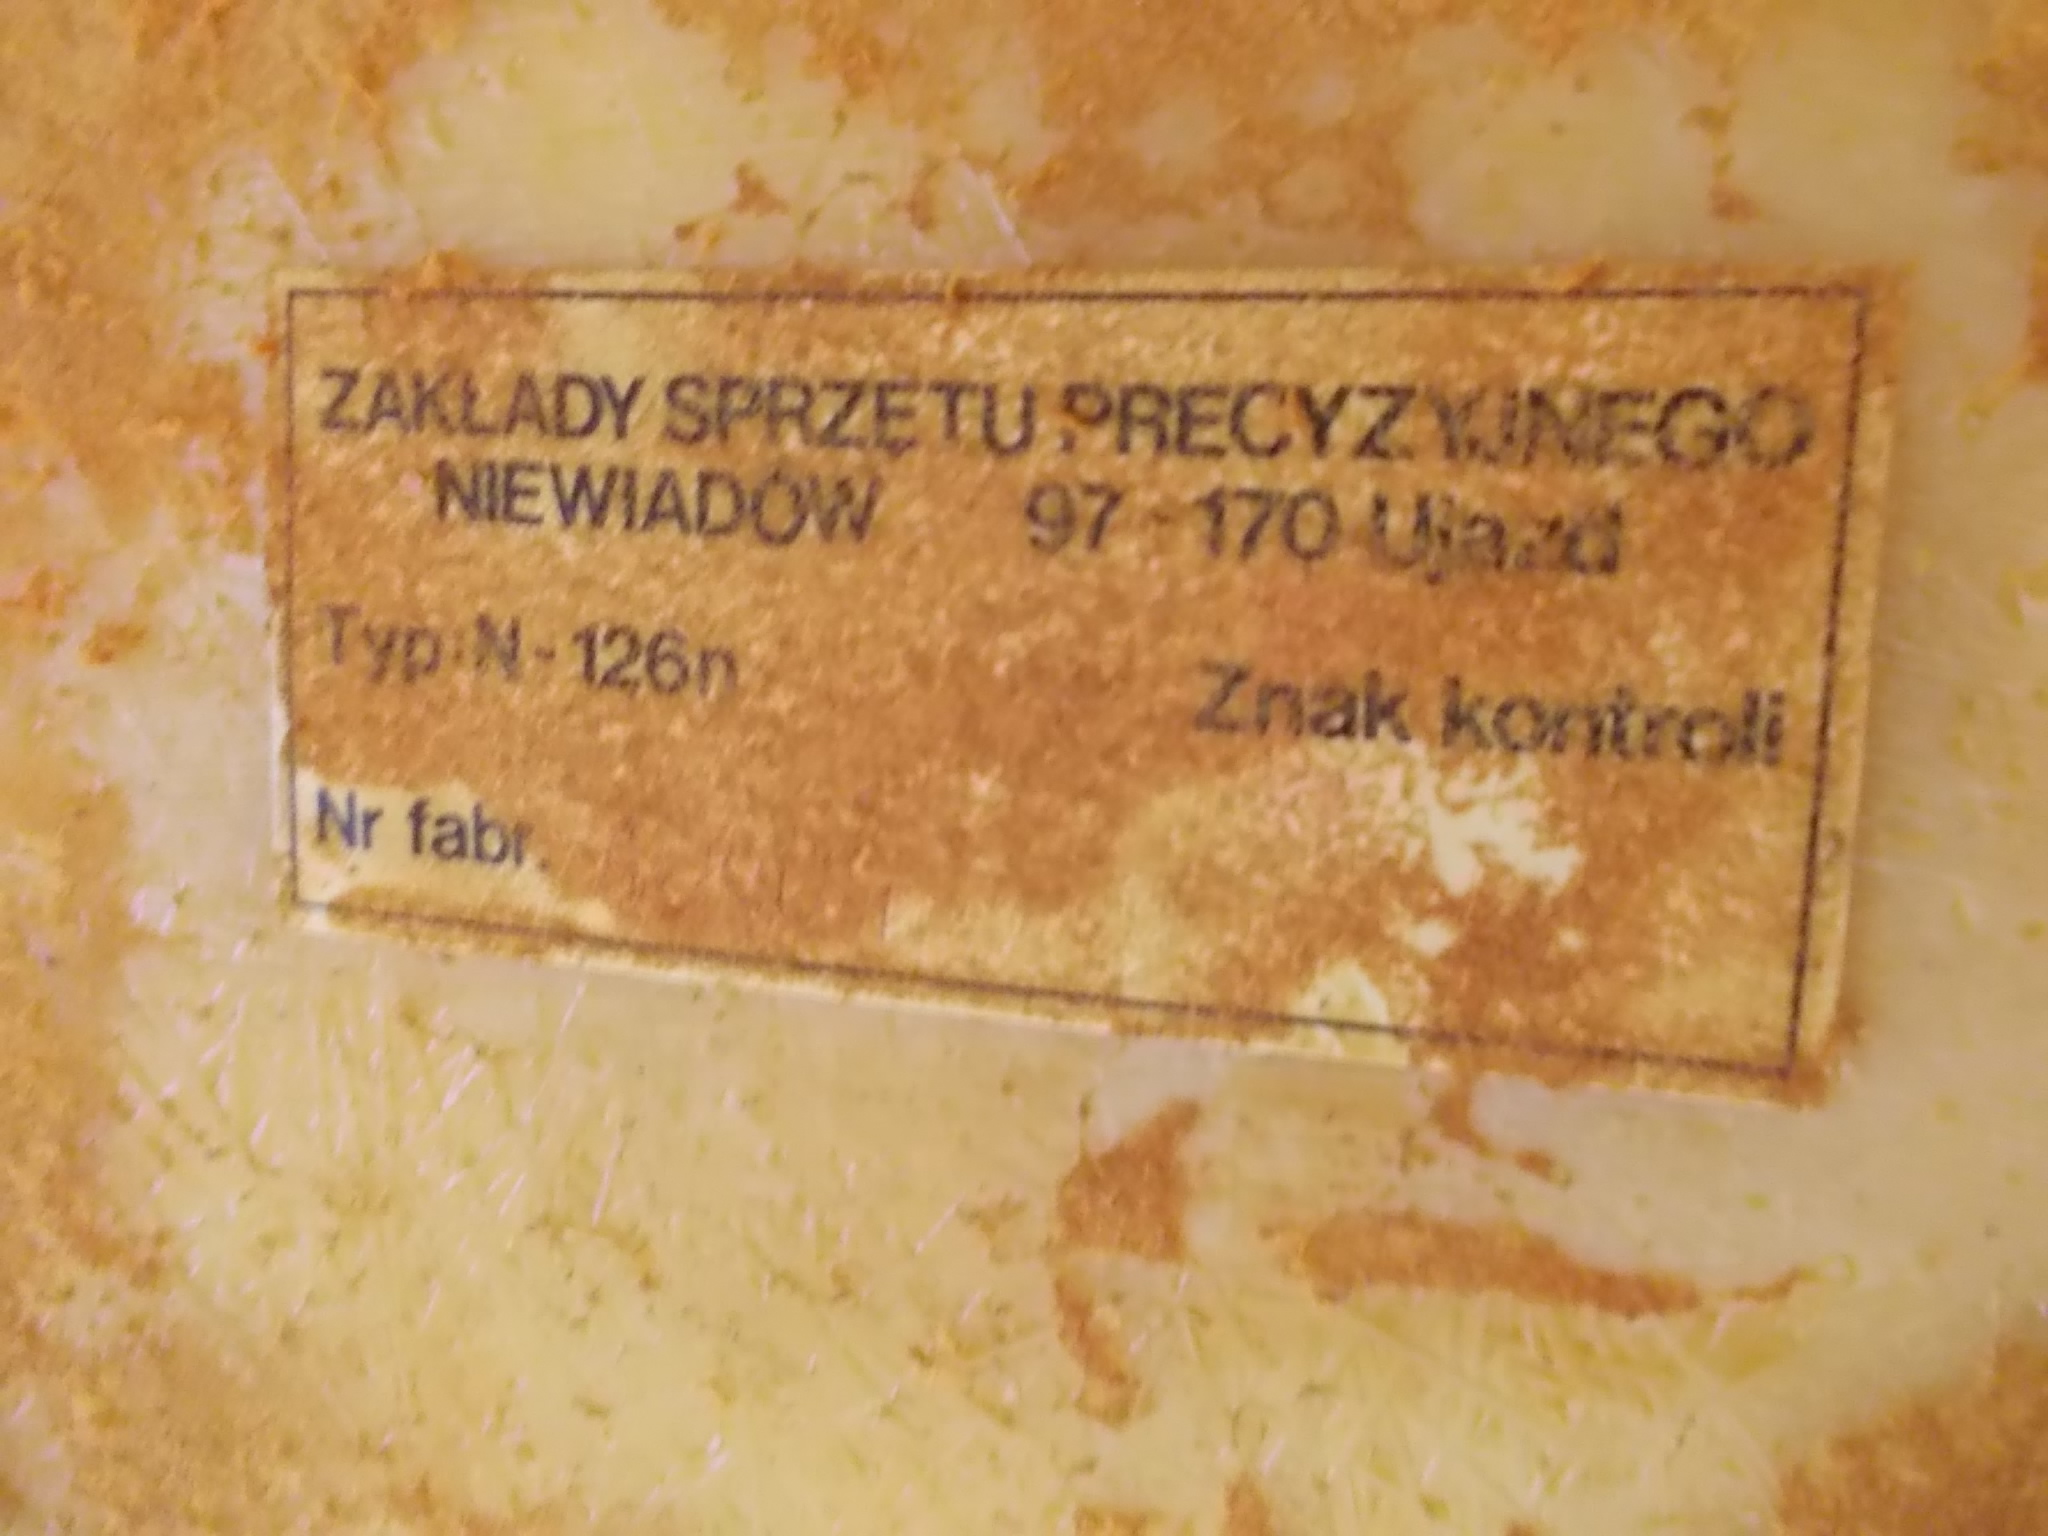 ZAKŁADY SPRZĘTU PRECYZYJNEGO
NIEWIADÓW 97-170 Ujazd
Typ: N-126n
Znak kontroli
Nr fabr.